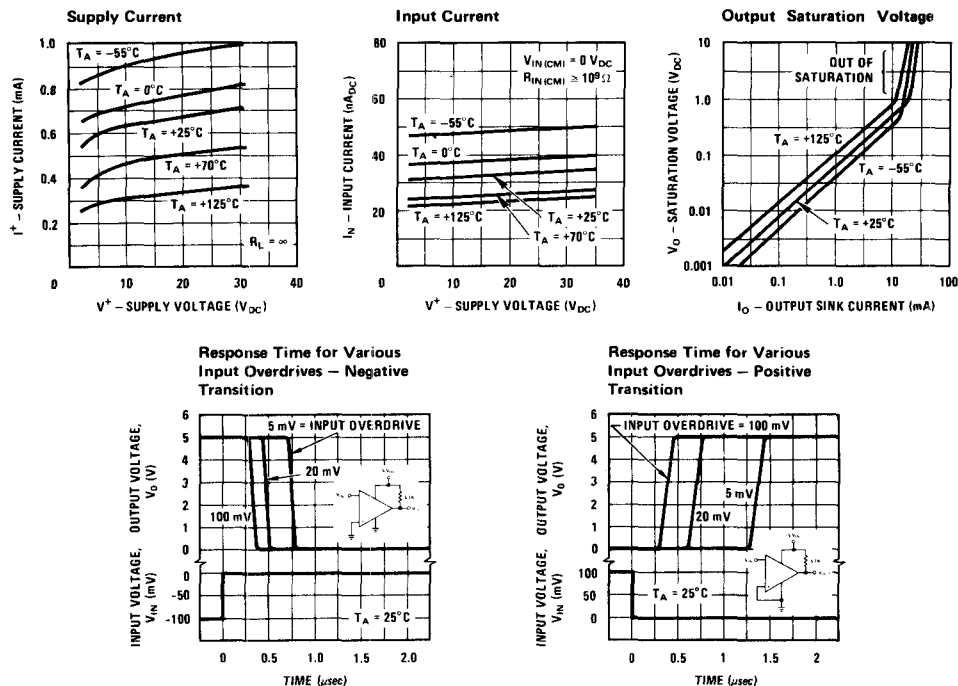 Supply Current
I⁺ – SUPPLY CURRENT (mA)
1.0
0.8
0.6
0.4
0.2
0
T_A = –55°C
T_A = 0°C
T_A = +25°C
T_A = +70°C
T_A = +125°C
R_L = ∞
10
20
30
40
V⁺ – SUPPLY VOLTAGE (V_DC)
Input Current
I_N – INPUT CURRENT (nA_DC)
80
60
40
20
0
V_IN(CM) = 0 V_DC
R_IN(CM) ≅ 10⁹ Ω
T_A = –55°C
T_A = 0°C
T_A = +25°C
T_A = +125°C
T_A = +70°C
10
20
30
40
V⁺ – SUPPLY VOLTAGE (V_DC)
Output Saturation Voltage
V_O – SATURATION VOLTAGE (V_DC)
10
1.0
0.1
0.01
0.001
OUT OF
SATURATION
T_A = +125°C
T_A = –55°C
T_A = +25°C
0.01
0.1
1.0
10
100
I_O – OUTPUT SINK CURRENT (mA)
Response Time for Various
Input Overdrives – Negative
Transition
OUTPUT VOLTAGE,
V_O (V)
6
5
4
3
2
1
0
5 mV = INPUT OVERDRIVE
20 mV
100 mV
INPUT VOLTAGE,
V_IN (mV)
0
-50
-100
T_A = 25°C
0
0.5
1.0
1.5
2.0
TIME (μsec)
Response Time for Various
Input Overdrives – Positive
Transition
OUTPUT VOLTAGE,
V_O (V)
6
5
4
3
2
1
0
INPUT OVERDRIVE = 100 mV
5 mV
20 mV
INPUT VOLTAGE,
V_IN (mV)
100
50
0
T_A = 25°C
0
0.5
1
1.5
2
TIME (μsec)